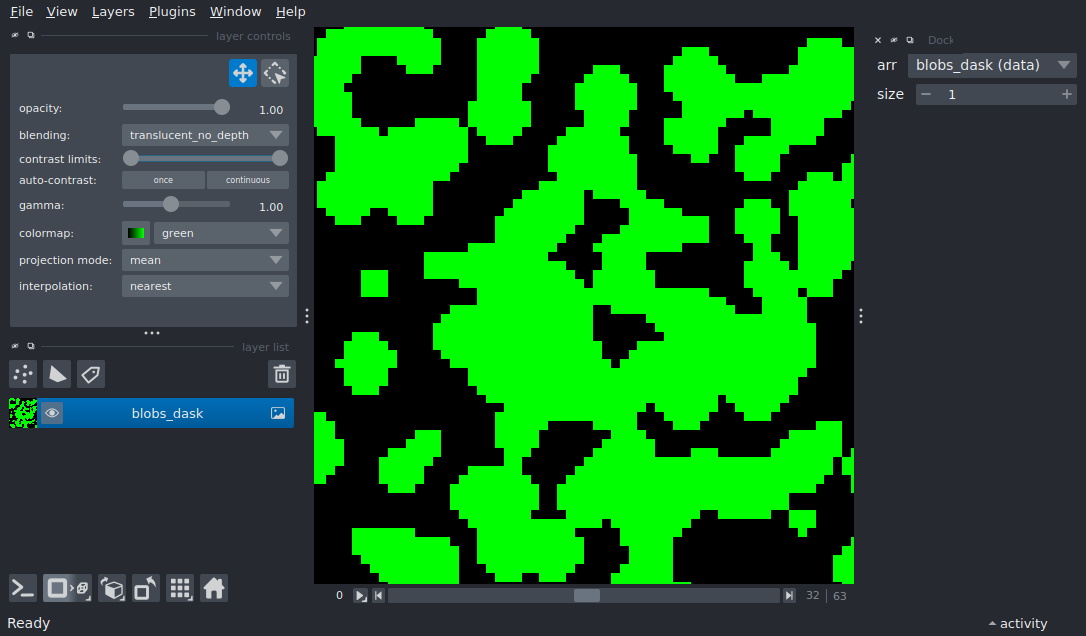 File View Layers Plugins Window Help
layer controls
opacity: 1.00
blending: translucent_no_depth
contrast limits:
auto-contrast: once continuous
gamma: 1.00
colormap: green
projection mode: mean
interpolation: nearest
layer list
blobs_dask
0 32 63
Dock
arr blobs_dask (data)
size 1
Ready
activity